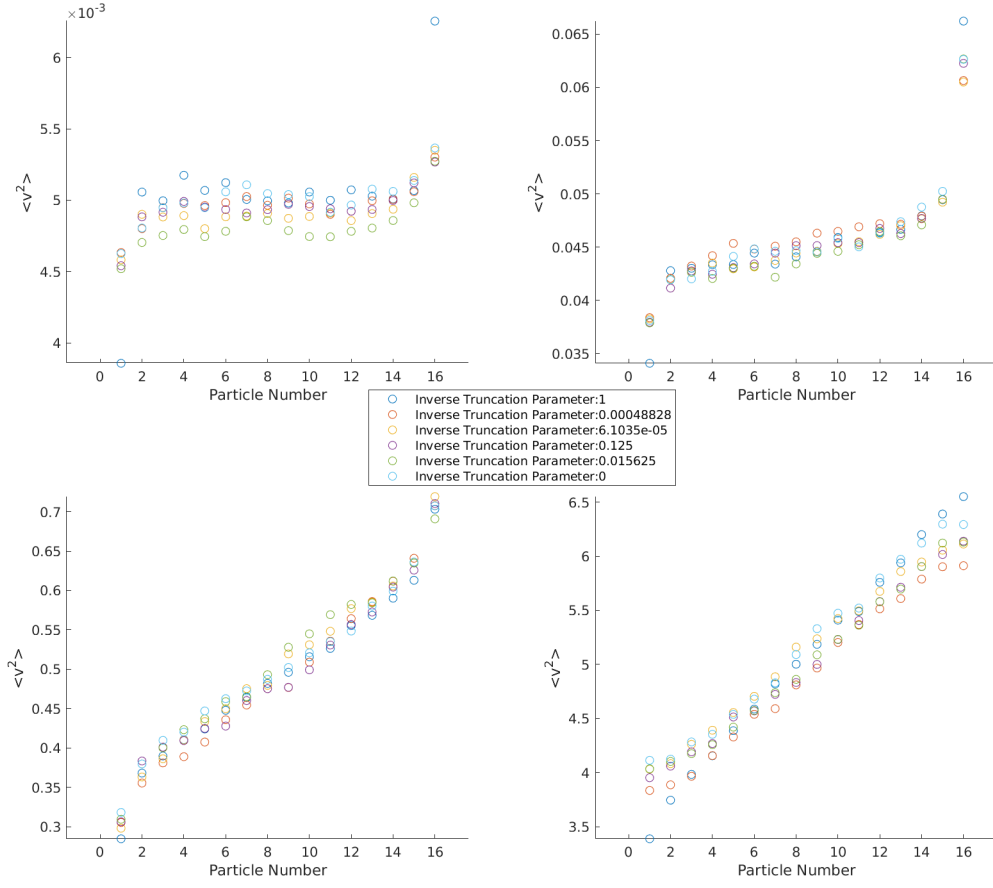 ×10⁻³
6
5.5
5
4.5
4
<v²>
0 2 4 6 8 10 12 14 16
Particle Number
0.065
0.06
0.055
0.05
0.045
0.04
0.035
<v²>
0 2 4 6 8 10 12 14 16
Particle Number
Inverse Truncation Parameter:1
Inverse Truncation Parameter:0.00048828
Inverse Truncation Parameter:6.1035e-05
Inverse Truncation Parameter:0.125
Inverse Truncation Parameter:0.015625
Inverse Truncation Parameter:0
0.7
0.65
0.6
0.55
0.5
0.45
0.4
0.35
0.3
<v²>
0 2 4 6 8 10 12 14 16
Particle Number
6.5
6
5.5
5
4.5
4
3.5
<v²>
0 2 4 6 8 10 12 14 16
Particle Number